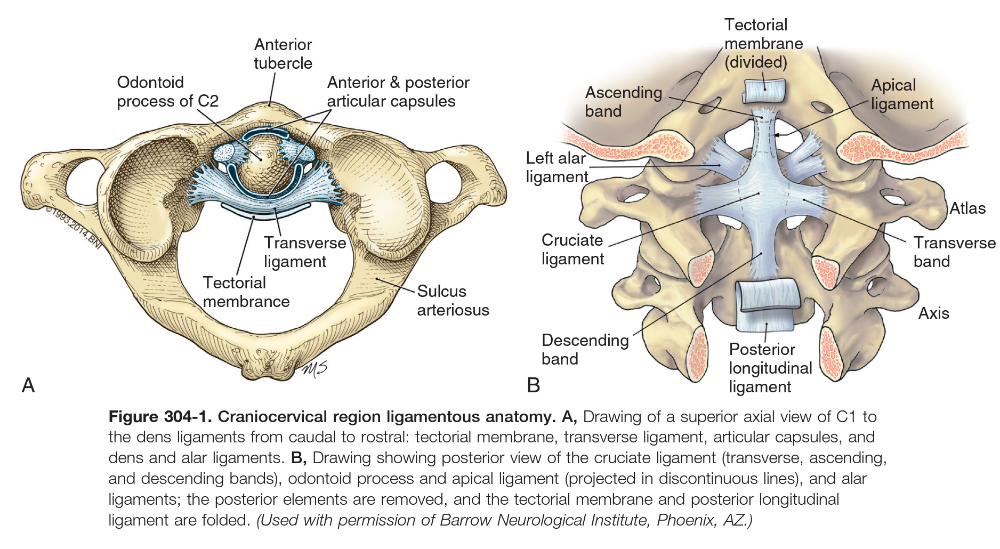 Anterior
tubercle
Odontoid
process of C2
Anterior & posterior
articular capsules
©1993,2014,BNI
Transverse
ligament
Tectorial
membrance
Sulcus
arteriosus
MS
A
Tectorial
membrane
(divided)
Ascending
band
Apical
ligament
Left alar
ligament
Atlas
Cruciate
ligament
Transverse
band
Axis
Descending
band
Posterior
longitudinal
ligament
B
Figure 304-1. Craniocervical region ligamentous anatomy. A, Drawing of a superior axial view of C1 to
the dens ligaments from caudal to rostral: tectorial membrane, transverse ligament, articular capsules, and
dens and alar ligaments. B, Drawing showing posterior view of the cruciate ligament (transverse, ascending,
and descending bands), odontoid process and apical ligament (projected in discontinuous lines), and alar
ligaments; the posterior elements are removed, and the tectorial membrane and posterior longitudinal
ligament are folded. (Used with permission of Barrow Neurological Institute, Phoenix, AZ.)